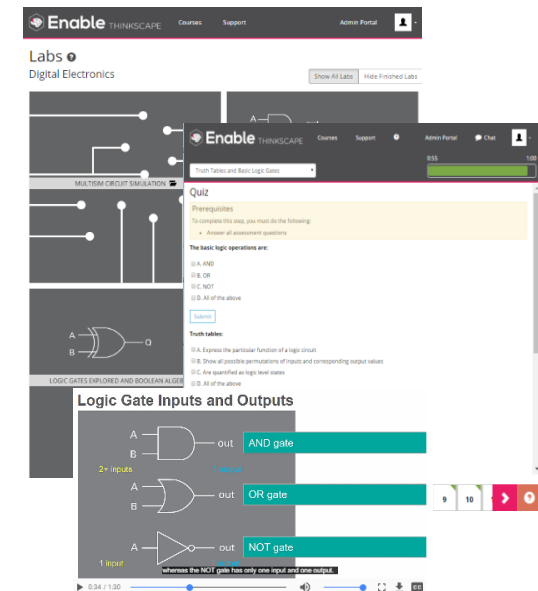 Enable THINKSCAPE
Courses
Support
Admin Portal
Labs
Digital Electronics
Show All Labs
Hide Finished Labs
A
MULTISIM CIRCUIT SIMULATION
A
B
Q
LOGIC GATES EXPLORED AND BOOLEAN ALGEB
Enable THINKSCAPE
Courses
Support
Admin Portal
Chat
0:55
1:00
Truth Tables and Basic Logic Gates
Quiz
Prerequisites
To complete this step, you must do the following:
• Answer all assessment questions
The basic logic operations are:
A. AND
B. OR
C. NOT
D. All of the above
Submit
Truth tables:
A. Express the particular function of a logic circuit
B. Show all possible permutations of inputs and corresponding output values
C. Are quantified as logic level states
D. All of the above
Logic Gate Inputs and Outputs
A
B
out
AND gate
2+ inputs
A
B
out
OR gate
A
out
NOT gate
1 input
whereas the NOT gate has only one input and one output.
0:34 / 1:30
9
10